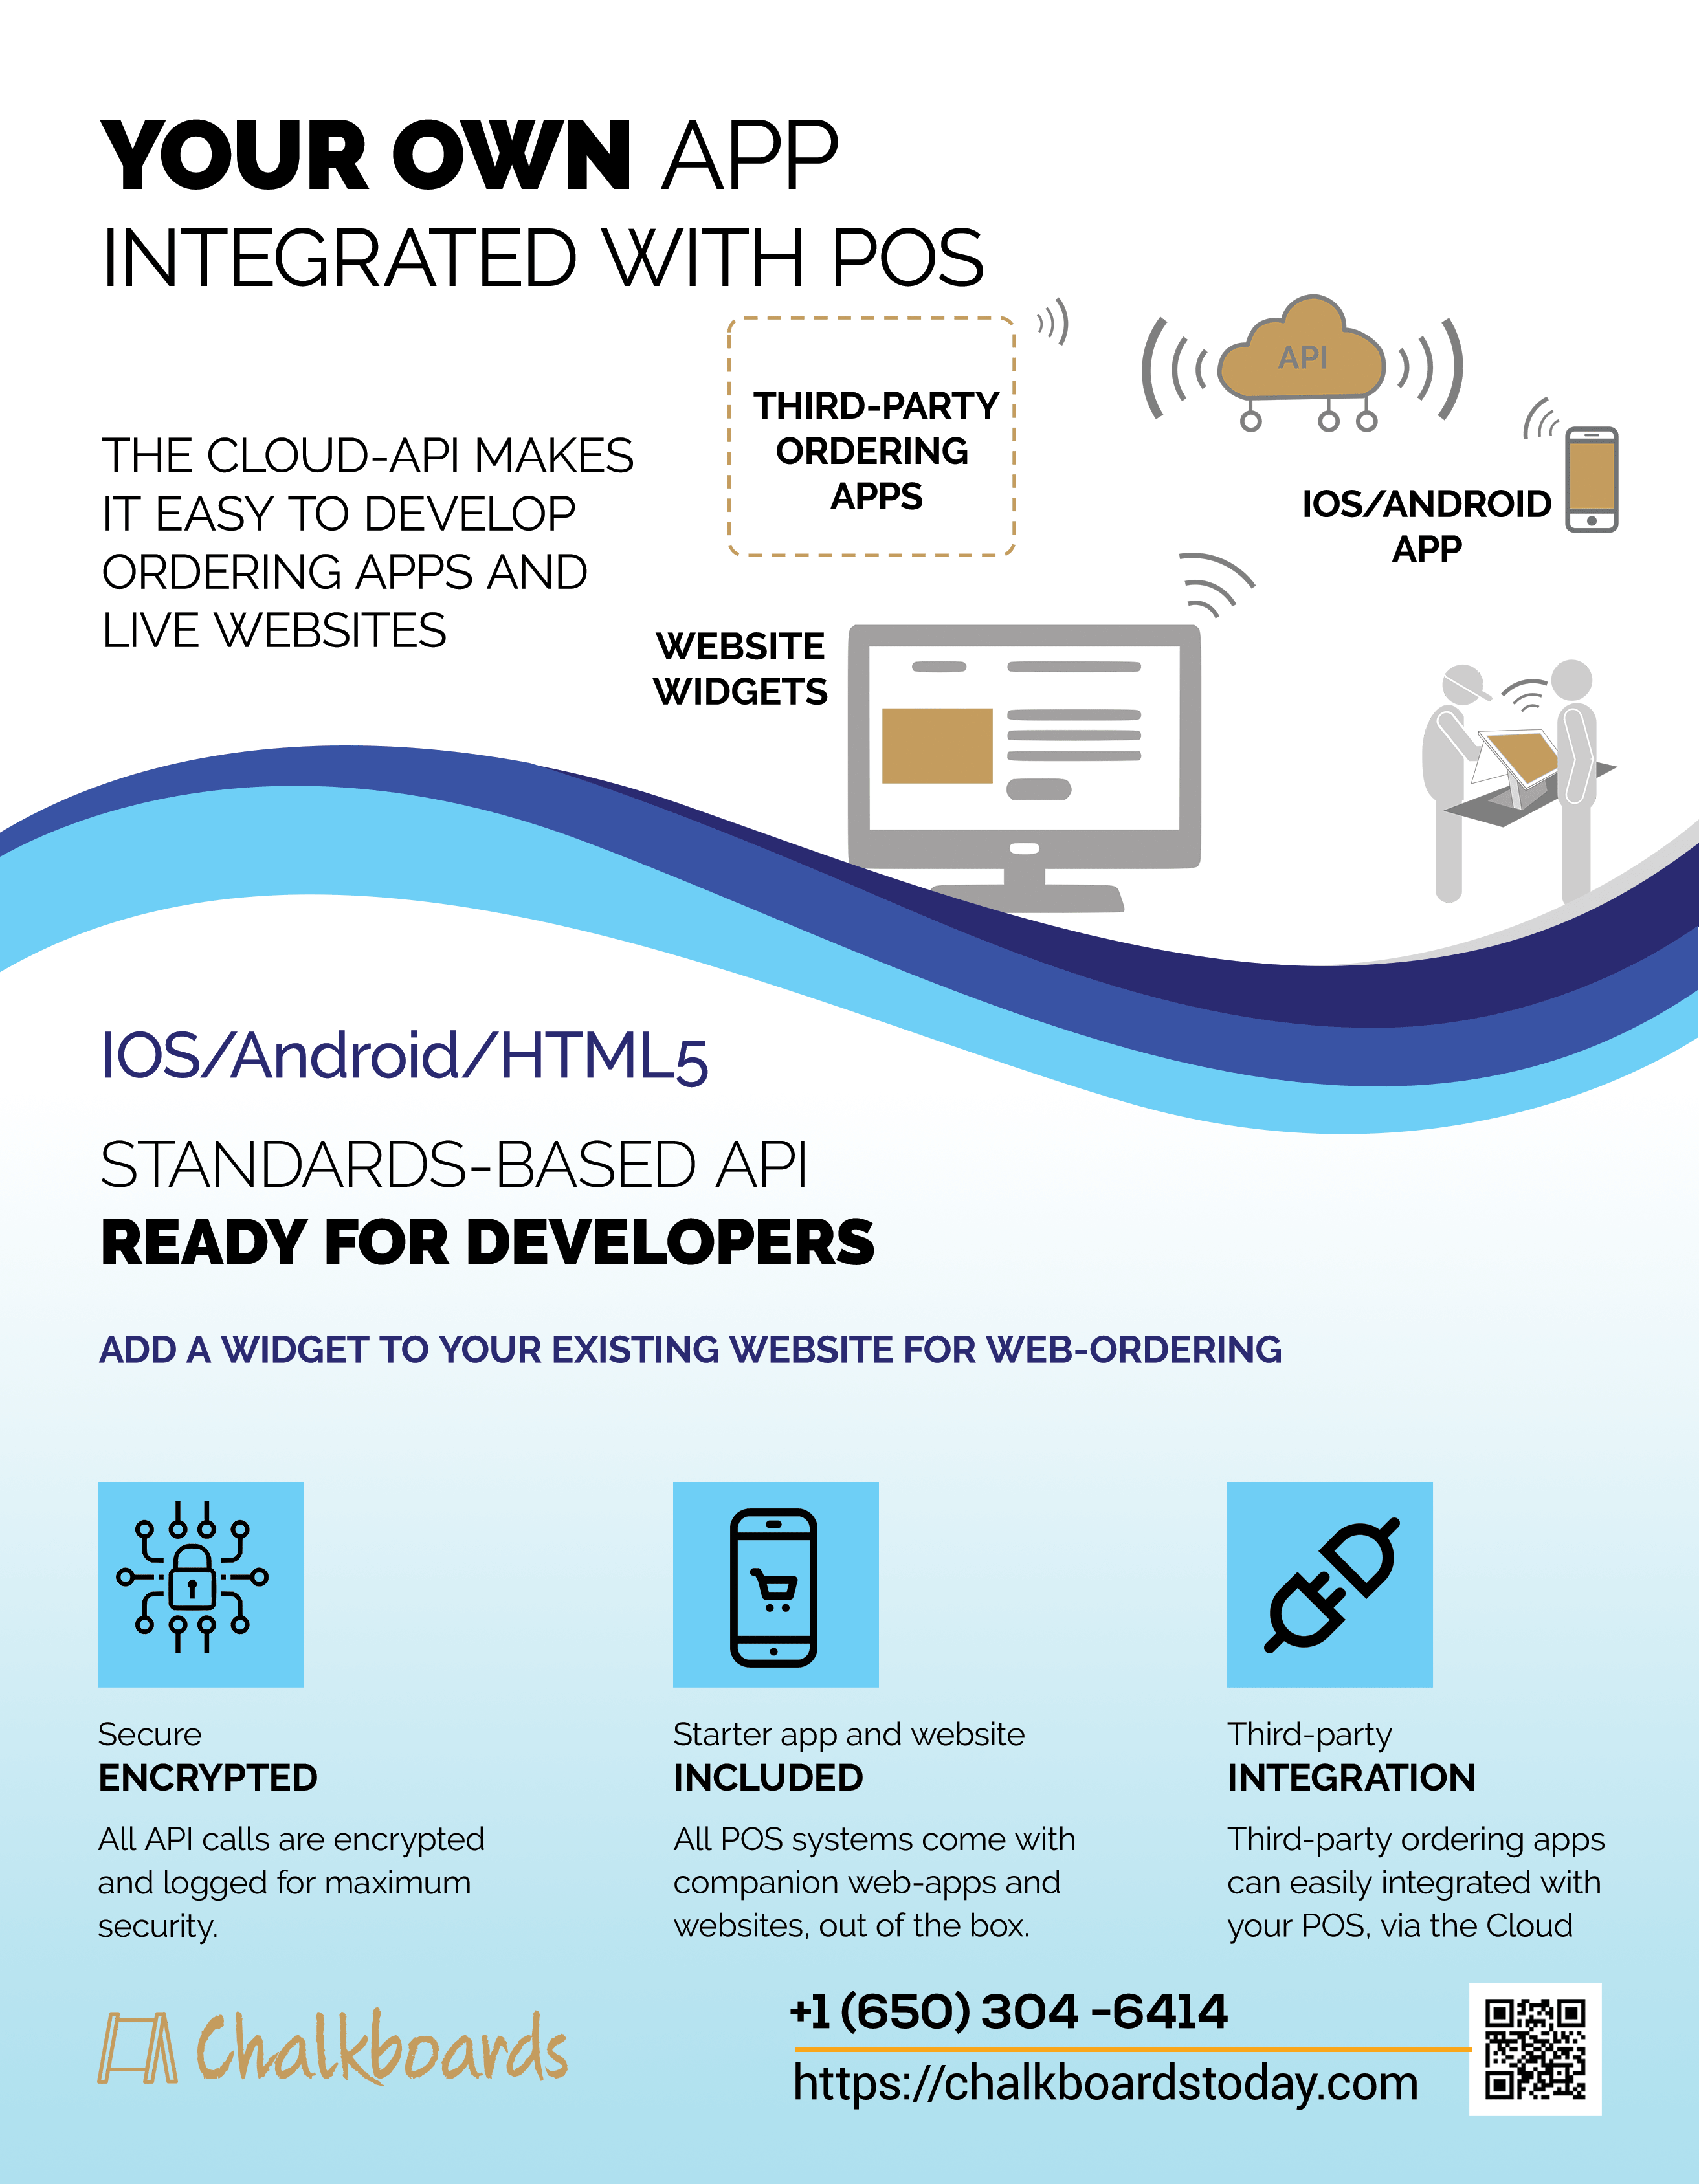 YOUR OWN APP
INTEGRATED WITH POS
THE CLOUD-API MAKES
IT EASY TO DEVELOP
ORDERING APPS AND
LIVE WEBSITES
THIRD-PARTY
ORDERING
APPS
API
IOS/ANDROID
APP
WEBSITE
WIDGETS
IOS/Android/HTML5
STANDARDS-BASED API
READY FOR DEVELOPERS
ADD A WIDGET TO YOUR EXISTING WEBSITE FOR WEB-ORDERING
Secure
ENCRYPTED
All API calls are encrypted
and logged for maximum
security.
Starter app and website
INCLUDED
All POS systems come with
companion web-apps and
websites, out of the box.
Third-party
INTEGRATION
Third-party ordering apps
can easily integrated with
your POS, via the Cloud
Chalkboards
+1 (650) 304 -6414
https://chalkboardstoday.com